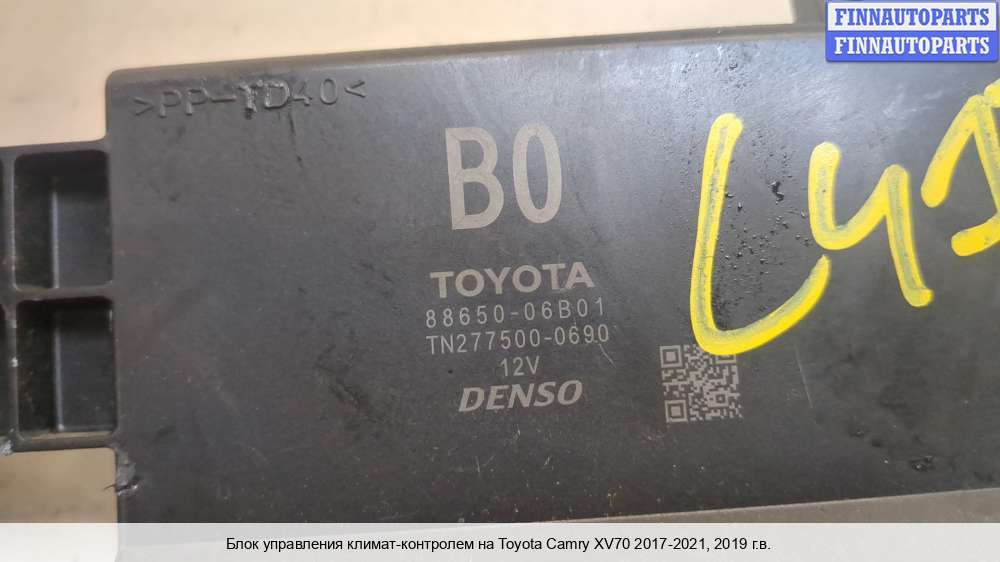 FINNAUTOPARTS
FINNAUTOPARTS
>PP-TD40<
B0
TOYOTA
88650-06B01
TN277500-0690
12V
DENSO
Блок управления климат-контролем на Toyota Camry XV70 2017-2021, 2019 г.в.